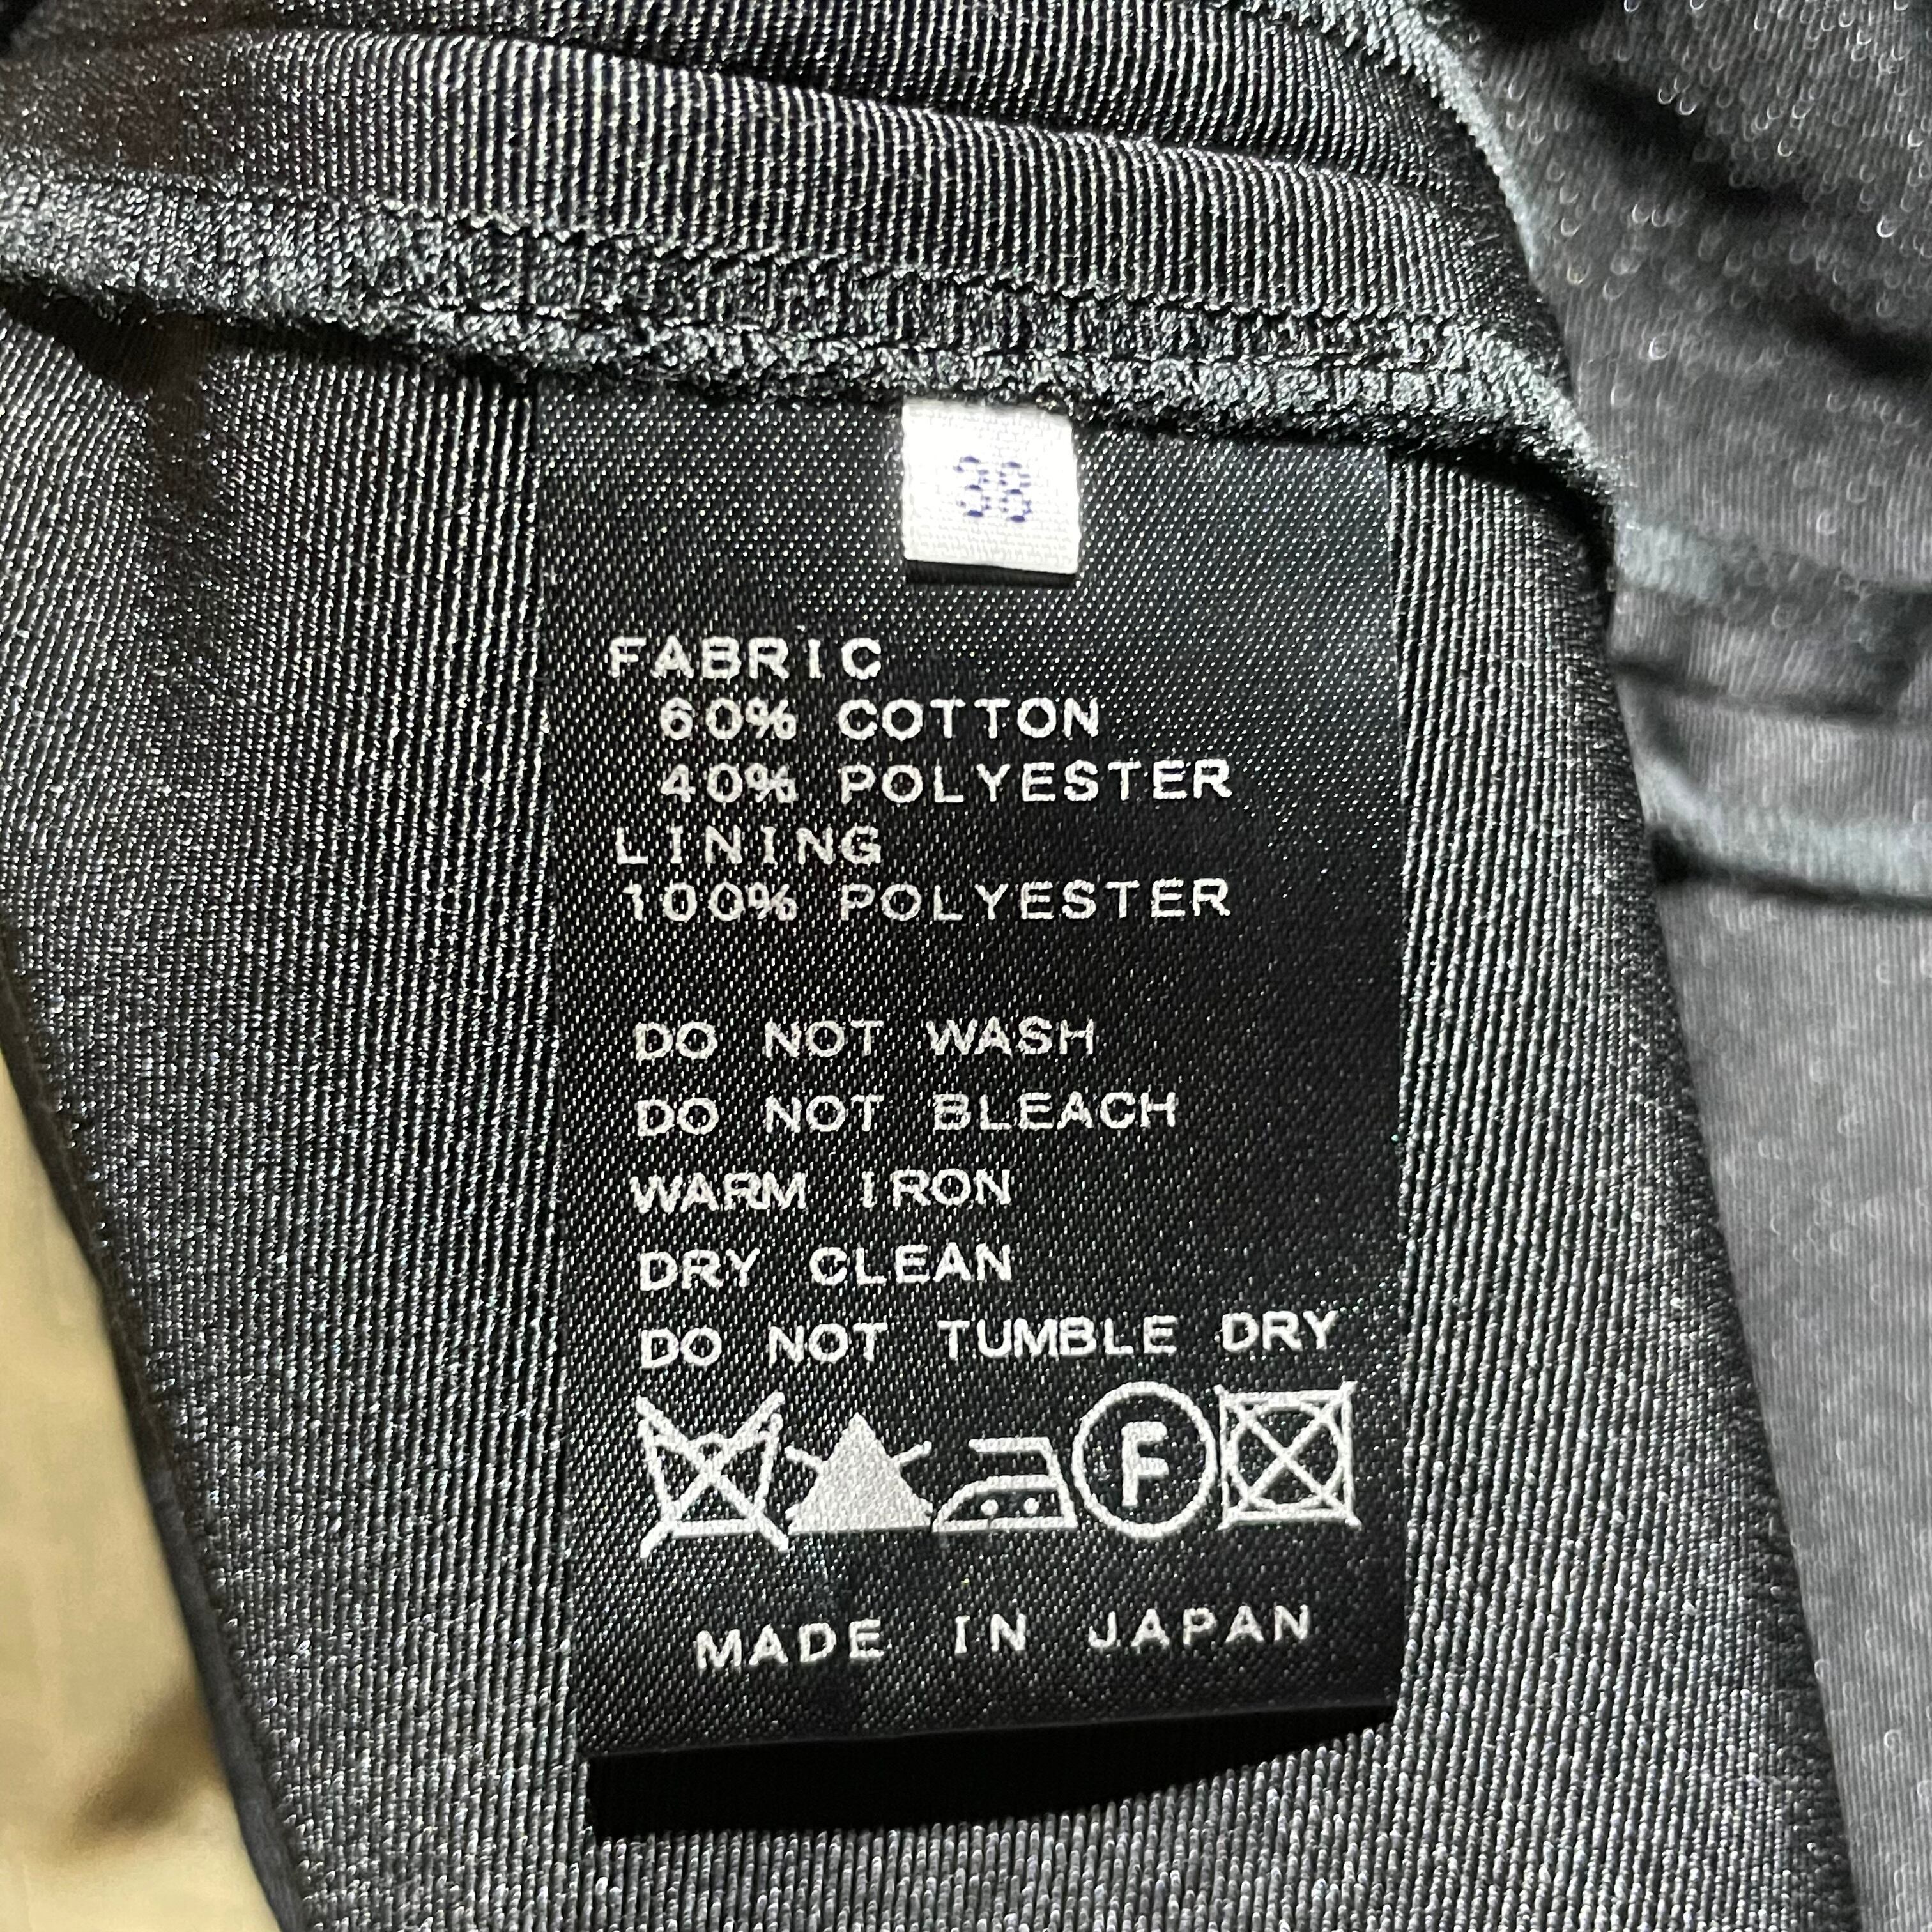 38
FABRIC
60% COTTON
40% POLYESTER
LINING
100% POLYESTER
DO NOT WASH
DO NOT BLEACH
WARM IRON
DRY CLEAN
DO NOT TUMBLE DRY
F
MADE IN JAPAN